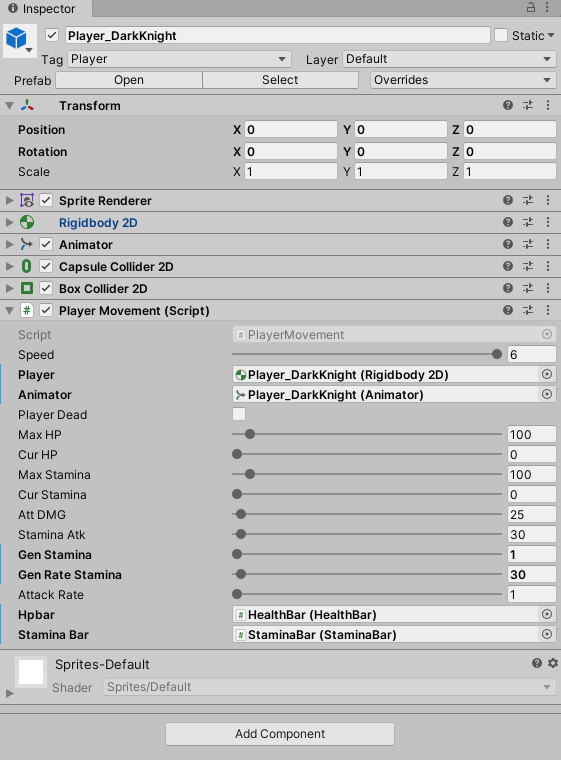 Inspector
Player_DarkKnight Static
Tag Player Layer Default
Prefab Open Select Overrides
Transform
Position X 0 Y 0 Z 0
Rotation X 0 Y 0 Z 0
Scale X 1 Y 1 Z 1
Sprite Renderer
Rigidbody 2D
Animator
Capsule Collider 2D
Box Collider 2D
# Player Movement (Script)
Script # PlayerMovement
Speed 6
Player Player_DarkKnight (Rigidbody 2D)
Animator Player_DarkKnight (Animator)
Player Dead
Max HP 100
Cur HP 0
Max Stamina 100
Cur Stamina 0
Att DMG 25
Stamina Atk 30
Gen Stamina 1
Gen Rate Stamina 30
Attack Rate 1
Hpbar # HealthBar (HealthBar)
Stamina Bar # StaminaBar (StaminaBar)
Sprites-Default
Shader Sprites/Default
Add Component